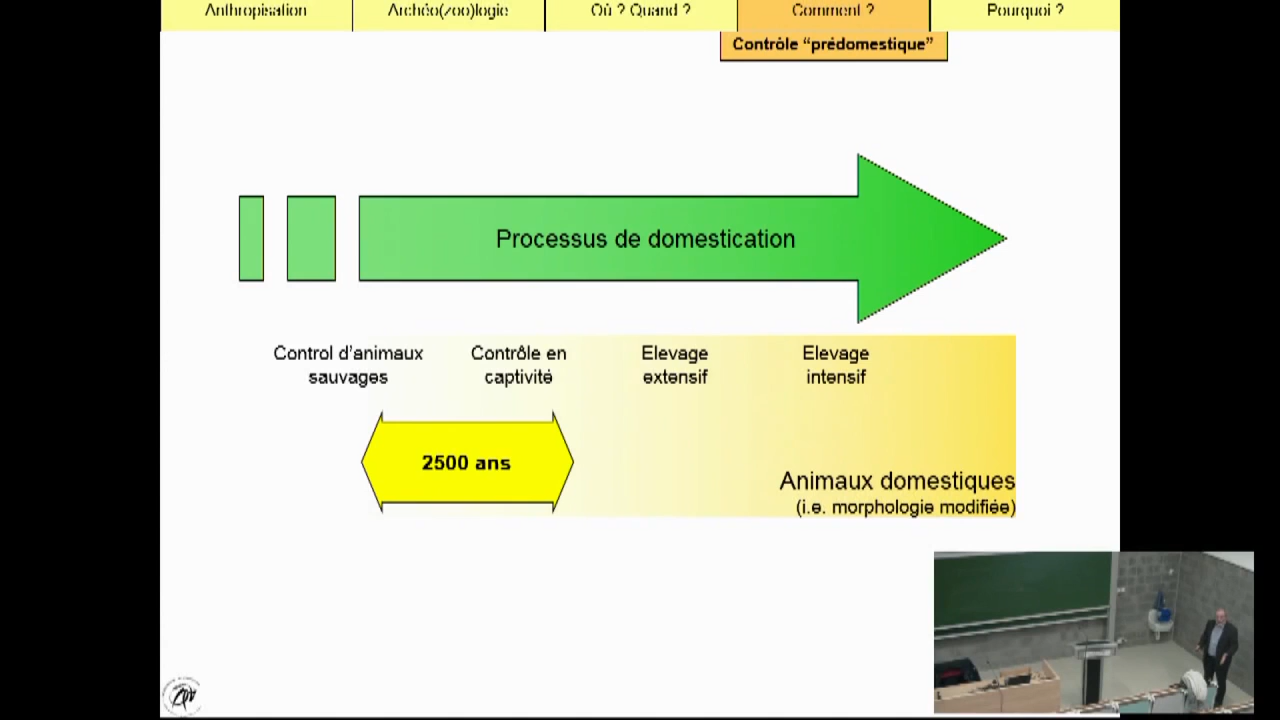 Anthropisation
Archéo(zoo)logie
Où ? Quand ?
Comment ?
Pourquoi ?
Contrôle “prédomestique”
Processus de domestication
Control d’animaux
sauvages
Contrôle en
captivité
Elevage
extensif
Elevage
intensif
2500 ans
Animaux domestiques
(i.e. morphologie modifiée)